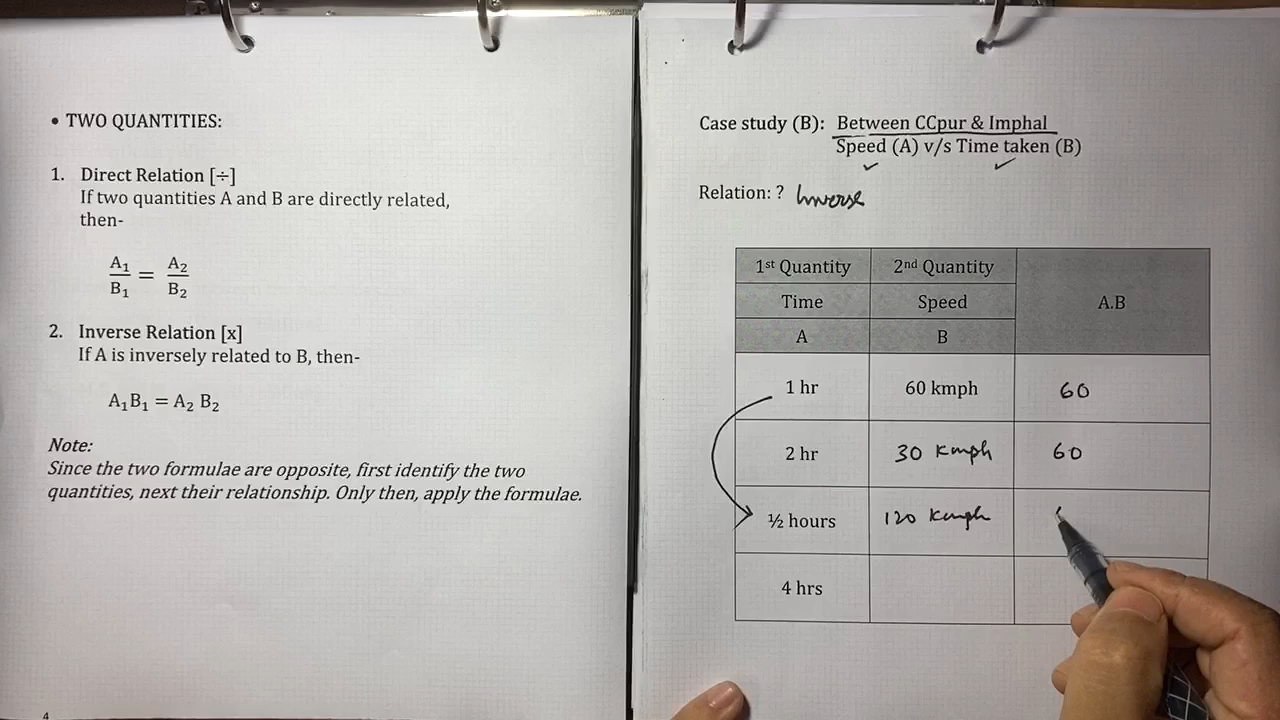 • TWO QUANTITIES:
1. Direct Relation [÷]
If two quantities A and B are directly related,
then-
A₁/B₁ = A₂/B₂
2. Inverse Relation [x]
If A is inversely related to B, then-
A₁B₁ = A₂ B₂
Note:
Since the two formulae are opposite, first identify the two
quantities, next their relationship. Only then, apply the formulae.
4
Case study (B): Between CCpur & Imphal
Speed (A) v/s Time taken (B)
Relation: ? Inverse
1st Quantity 2nd Quantity A.B
Time Speed
A B
1 hr 60 kmph 60
2 hr 30 Kmph 60
½ hours 120 Kmph
4 hrs